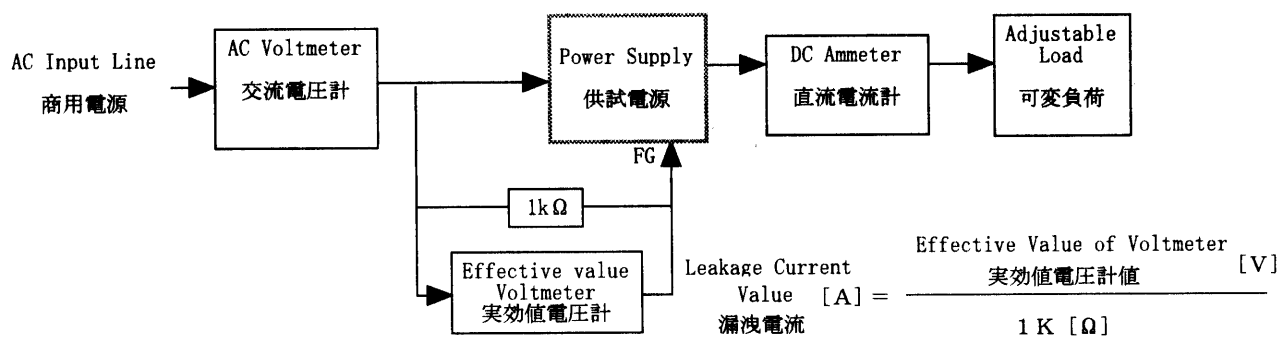 AC Input Line
商用電源
AC Voltmeter
交流電圧計
Power Supply
供試電源
DC Ammeter
直流電流計
Adjustable
Load
可変負荷
FG
1kΩ
Effective value
Voltmeter
実効値電圧計
Leakage Current
Value [A] =
漏洩電流
Effective Value of Voltmeter [V]
実効値電圧計値
1 K [Ω]